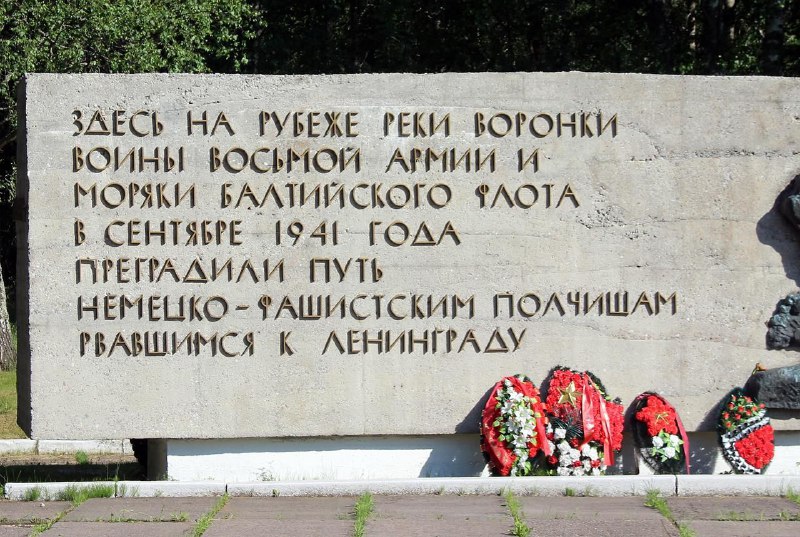 ЗДЕСЬ НА РУБЕЖЕ РЕКИ ВОРОНКИ
ВОИНЫ ВОСЬМОЙ АРМИИ И
МОРЯКИ БАЛТИЙСКОГО ФЛОТА
В СЕНТЯБРЕ 1941 ГОДА
ПРЕГРАДИЛИ ПУТЬ
НЕМЕЦКО-ФАШИСТСКИМ ПОЛЧИЩАМ
РВАВШИМСЯ К ЛЕНИНГРАДУ